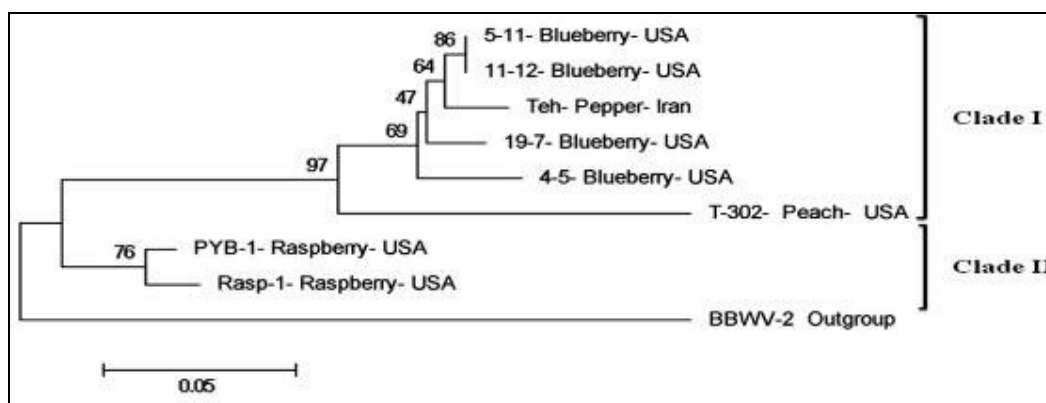 86
5-11- Blueberry- USA
11-12- Blueberry- USA
64
Teh- Pepper- Iran
47
19-7- Blueberry- USA
69
4-5- Blueberry- USA
97
T-302- Peach- USA
Clade I
76
PYB-1- Raspberry- USA
Rasp-1- Raspberry- USA
Clade II
BBWV-2 Outgroup
0.05